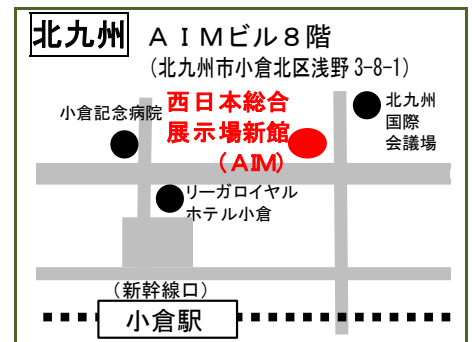 北九州 ＡＩＭビル８階
（北九州市小倉北区浅野 3-8-1）
小倉記念病院
西日本総合
展示場新館
（ＡＩＭ）
北九州
国際
会議場
リーガロイヤル
ホテル小倉
（新幹線口）
小倉駅